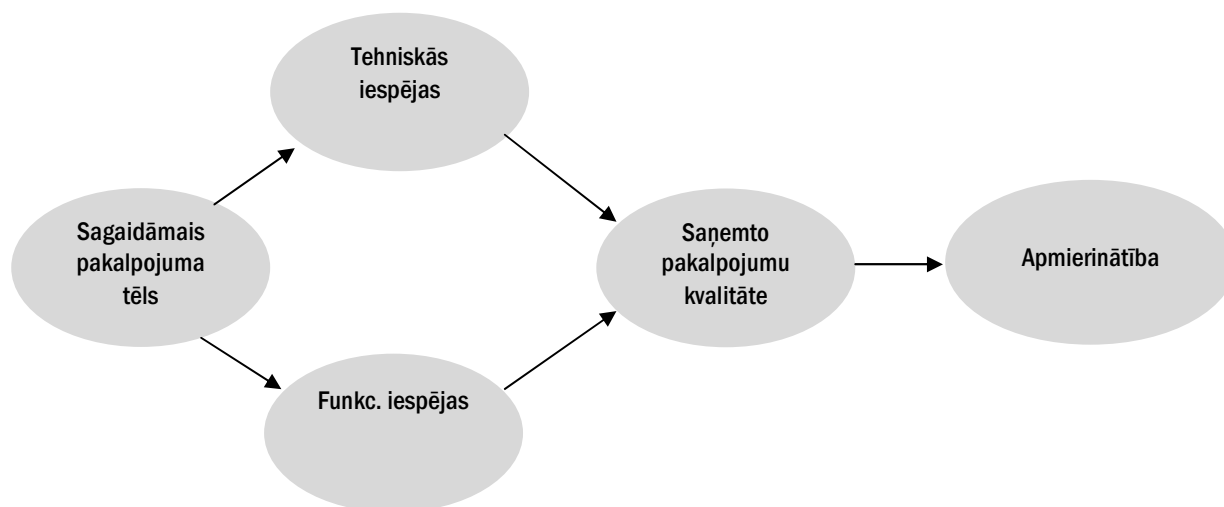 Tehniskās
iespējas
Sagaidāmais
pakalpojuma
tēls
Saņemto
pakalpojumu
kvalitāte
Apmierinātība
Funkc. iespējas